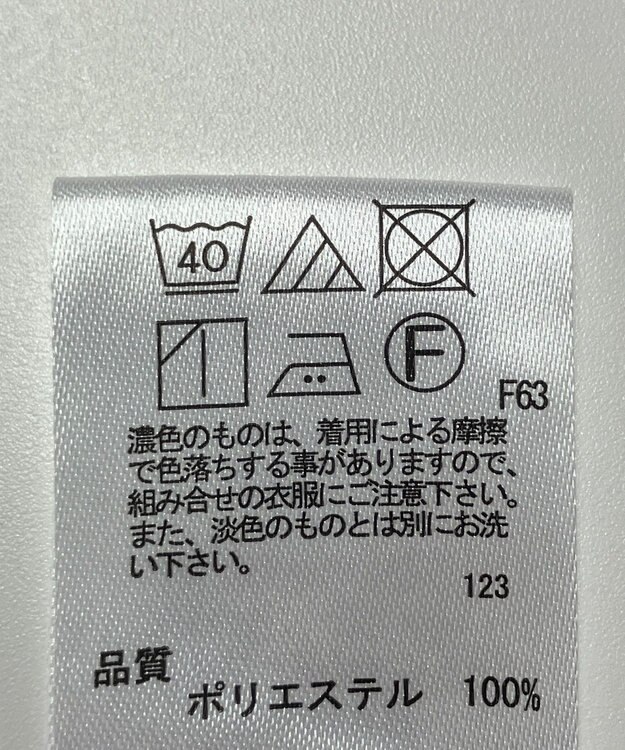 40
F
F63
濃色のものは、着用による摩擦
で色落ちする事がありますので、
組み合せの衣服にご注意下さい。
また、淡色のものとは別にお洗
い下さい。
123
品質
ポリエステル 100%